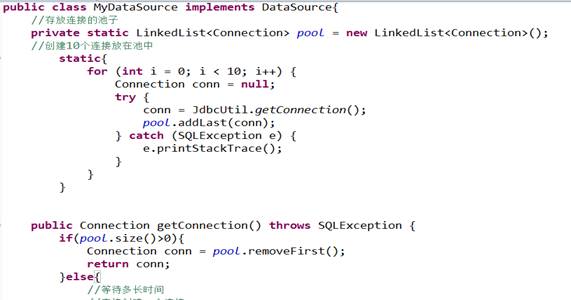 public class MyDataSource implements DataSource{
//存放连接的池子
private static LinkedList<Connection> pool = new LinkedList<Connection>();
//创建10个连接放在池中
static{
for (int i = 0; i < 10; i++) {
Connection conn = null;
try {
conn = JdbcUtil.getConnection();
pool.addLast(conn);
} catch (SQLException e) {
e.printStackTrace();
}
}
}
public Connection getConnection() throws SQLException {
if(pool.size()>0){
Connection conn = pool.removeFirst();
return conn;
}else{
//等待多长时间